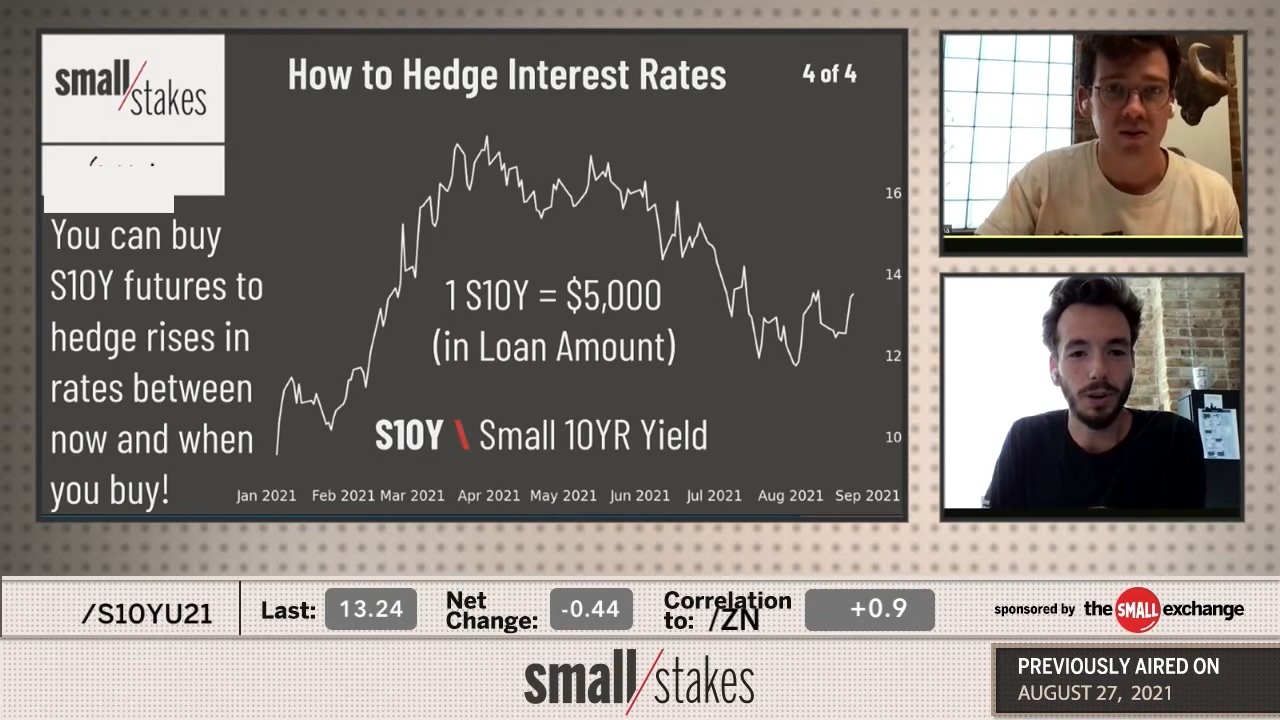 small/stakes
How to Hedge Interest Rates
4 of 4
You can buy
S10Y futures to
hedge rises in
rates between
now and when
you buy!
1 S10Y = $5,000
(in Loan Amount)
S10Y \ Small 10YR Yield
16
14
12
10
Jan 2021 Feb 2021 Mar 2021 Apr 2021 May 2021 Jun 2021 Jul 2021 Aug 2021 Sep 2021
/S10YU21
Last: 13.24
Net
Change: -0.44
Correlation
to: /ZN +0.9
sponsored by the SMALL exchange
small/stakes
PREVIOUSLY AIRED ON
AUGUST 27, 2021